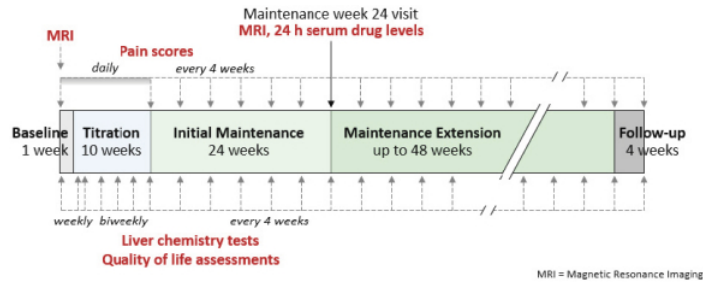 Maintenance week 24 visit
MRI
MRI, 24 h serum drug levels
Pain scores
daily
every 4 weeks
Baseline
1 week
Titration
10 weeks
Initial Maintenance
24 weeks
Maintenance Extension
up to 48 weeks
Follow-up
4 weeks
weekly
biweekly
every 4 weeks
Liver chemistry tests
Quality of life assessments
MRI = Magnetic Resonance Imaging